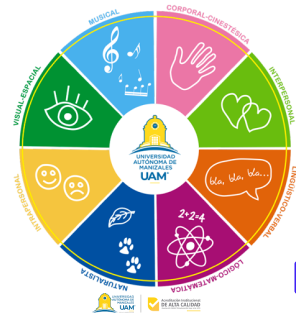 MUSICAL
CORPORAL-CINESTÉSICA
INTERPERSONAL
LINGÜÍSTICO-VERBAL
LÓGICO-MATEMÁTICA
NATURALISTA
INTRAPERSONAL
VISUAL-ESPACIAL
bla, bla, bla...
2+2=4
UNIVERSIDAD
AUTÓNOMA DE
MANIZALES
UAM
UNIVERSIDAD
AUTÓNOMA
DE MANIZALES
UAM
Acreditación Institucional
DE ALTA CALIDAD